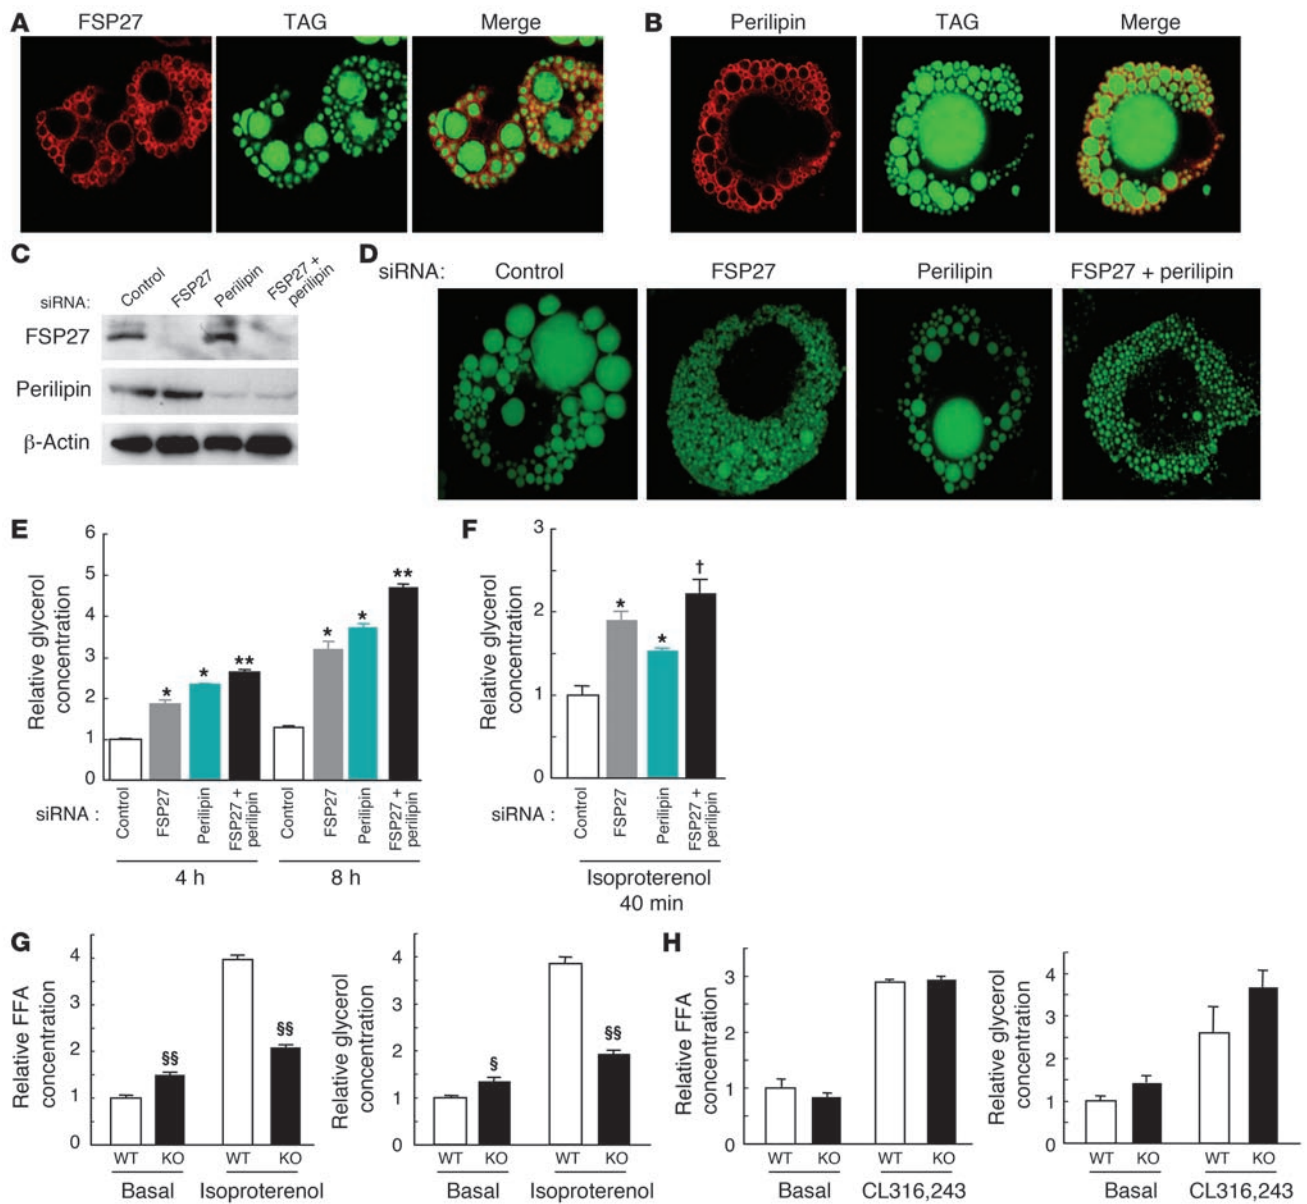 A FSP27 TAG Merge
B Perilipin TAG Merge
C
siRNA: Control FSP27 Perilipin FSP27 + perilipin
FSP27
Perilipin
β-Actin
D siRNA: Control FSP27 Perilipin FSP27 + perilipin
E
Relative glycerol
concentration
6
5
4
3
2
1
0
* * ** * * **
siRNA : Control FSP27 Perilipin FSP27 + perilipin Control FSP27 Perilipin FSP27 + perilipin
4 h 8 h
F
Relative glycerol
concentration
3
2
1
0
* * †
siRNA : Control FSP27 Perilipin FSP27 + perilipin
Isoproterenol
40 min
G
Relative FFA
concentration
4
3
2
1
0
§§ §§
WT KO WT KO
Basal Isoproterenol
Relative glycerol
concentration
4
3
2
1
0
§ §§
WT KO WT KO
Basal Isoproterenol
H
Relative FFA
concentration
3
2
1
0
WT KO WT KO
Basal CL316,243
Relative glycerol
concentration
4
3
2
1
0
WT KO WT KO
Basal CL316,243